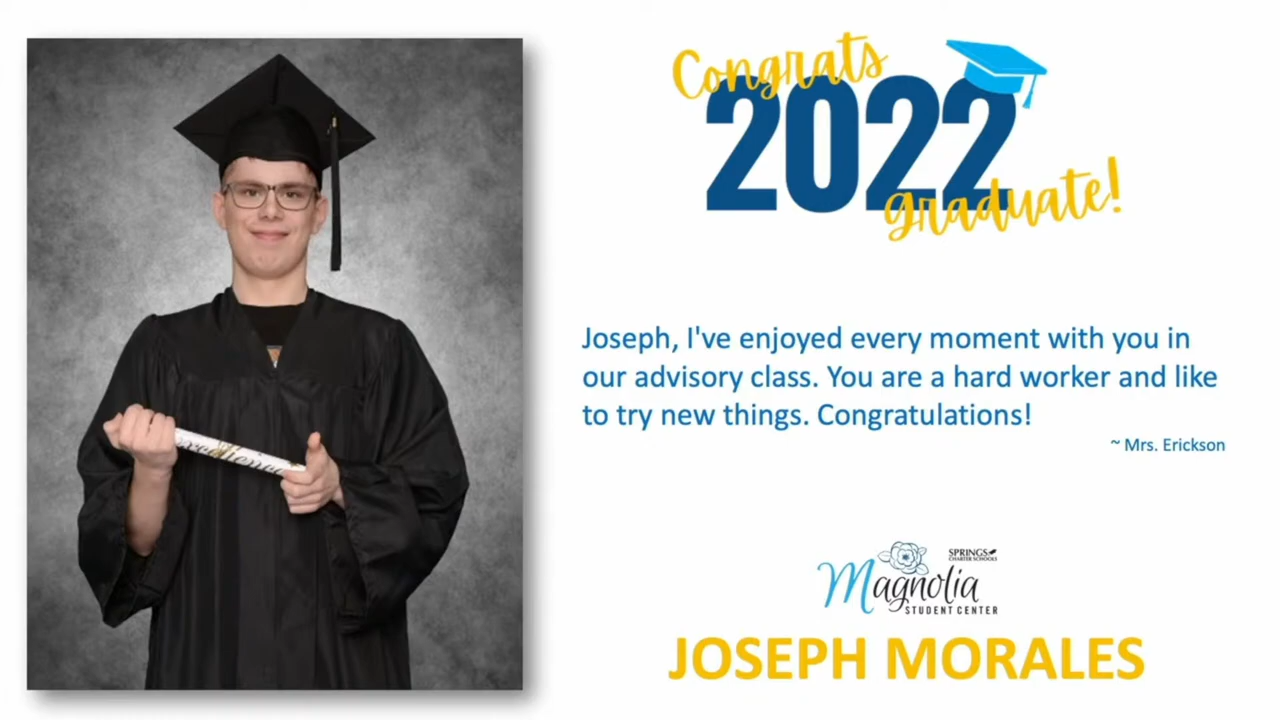 Congrats
2022
graduate!
Joseph, I've enjoyed every moment with you in
our advisory class. You are a hard worker and like
to try new things. Congratulations!
~ Mrs. Erickson
excellence
SPRINGS
CHARTER SCHOOLS
Magnolia
STUDENT CENTER
JOSEPH MORALES